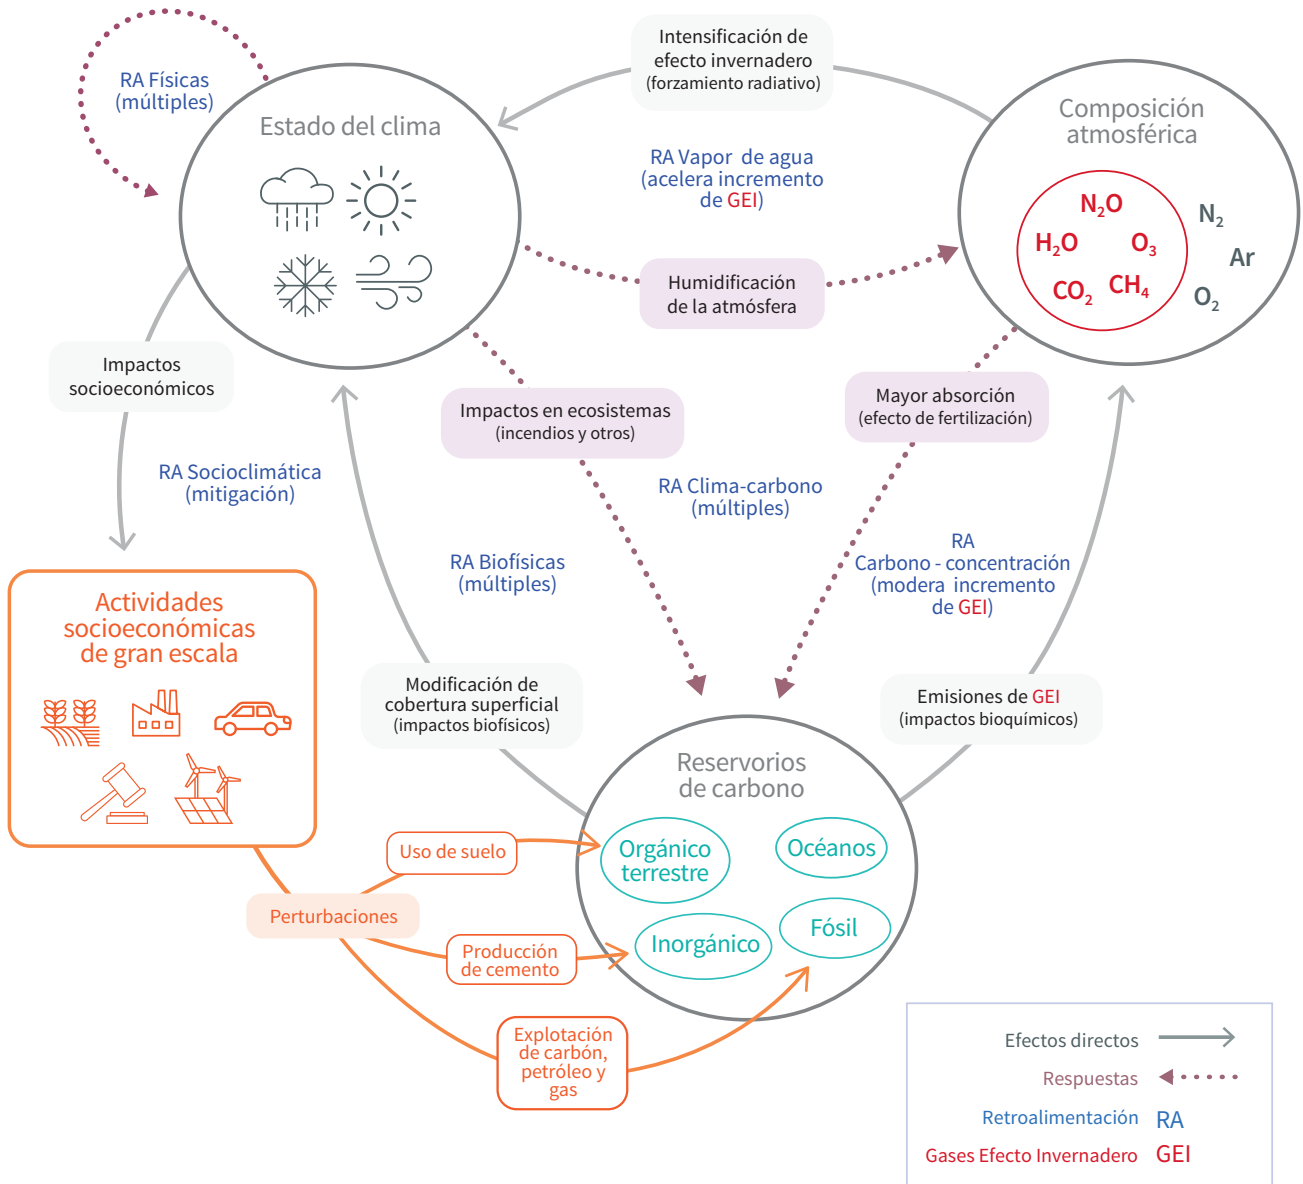 Intensificación de
efecto invernadero
(forzamiento radiativo)
RA Físicas
(múltiples)
Estado del clima
Composición
atmosférica
RA Vapor de agua
(acelera incremento
de GEI)
N₂O
H₂O
O₃
CO₂
CH₄
N₂
Ar
O₂
Humidificación
de la atmósfera
Impactos
socioeconómicos
Impactos en ecosistemas
(incendios y otros)
Mayor absorción
(efecto de fertilización)
RA Socioclimática
(mitigación)
RA Clima-carbono
(múltiples)
RA Biofísicas
(múltiples)
RA
Carbono - concentración
(modera incremento
de GEI)
Actividades
socioeconómicas
de gran escala
Modificación de
cobertura superficial
(impactos biofísicos)
Emisiones de GEI
(impactos bioquímicos)
Reservorios
de carbono
Orgánico
terrestre
Océanos
Inorgánico
Fósil
Uso de suelo
Perturbaciones
Producción
de cemento
Explotación
de carbón,
petróleo y
gas
Efectos directos
Respuestas
Retroalimentación RA
Gases Efecto Invernadero GEI